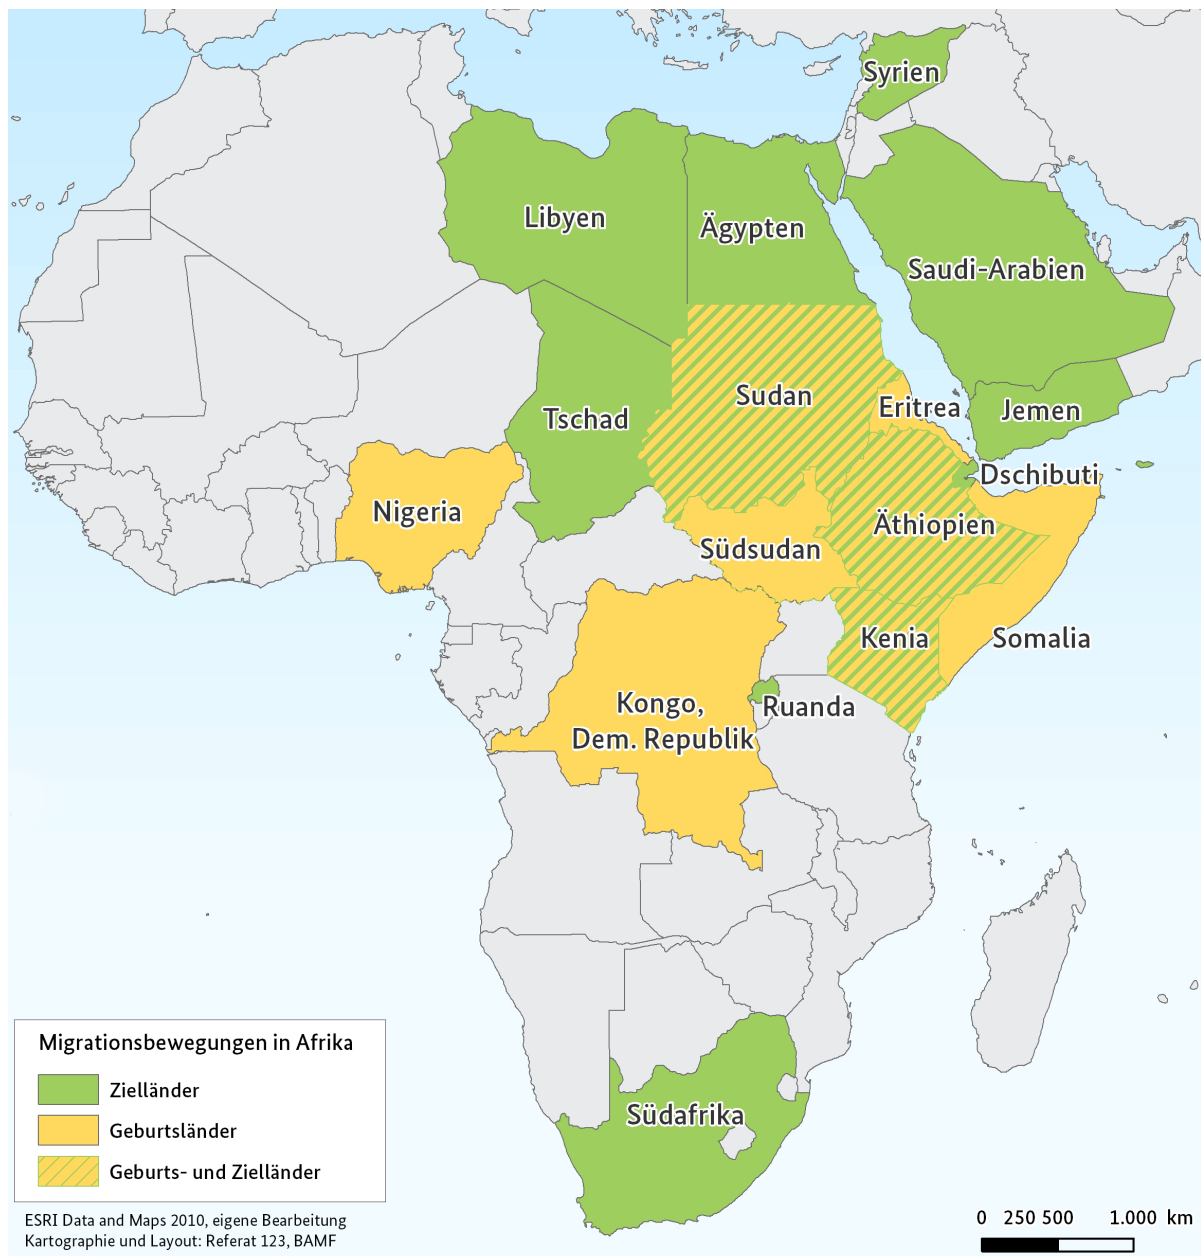 Syrien
Libyen
Ägypten
Saudi-Arabien
Sudan
Eritrea
Jemen
Tschad
Dschibuti
Nigeria
Äthiopien
Südsudan
Kenia
Somalia
Kongo,
Dem. Republik
Ruanda
Südafrika
Migrationsbewegungen in Afrika
Zielländer
Geburtsländer
Geburts- und Zielländer
ESRI Data and Maps 2010, eigene Bearbeitung
Kartographie und Layout: Referat 123, BAMF
0 250 500 1.000 km